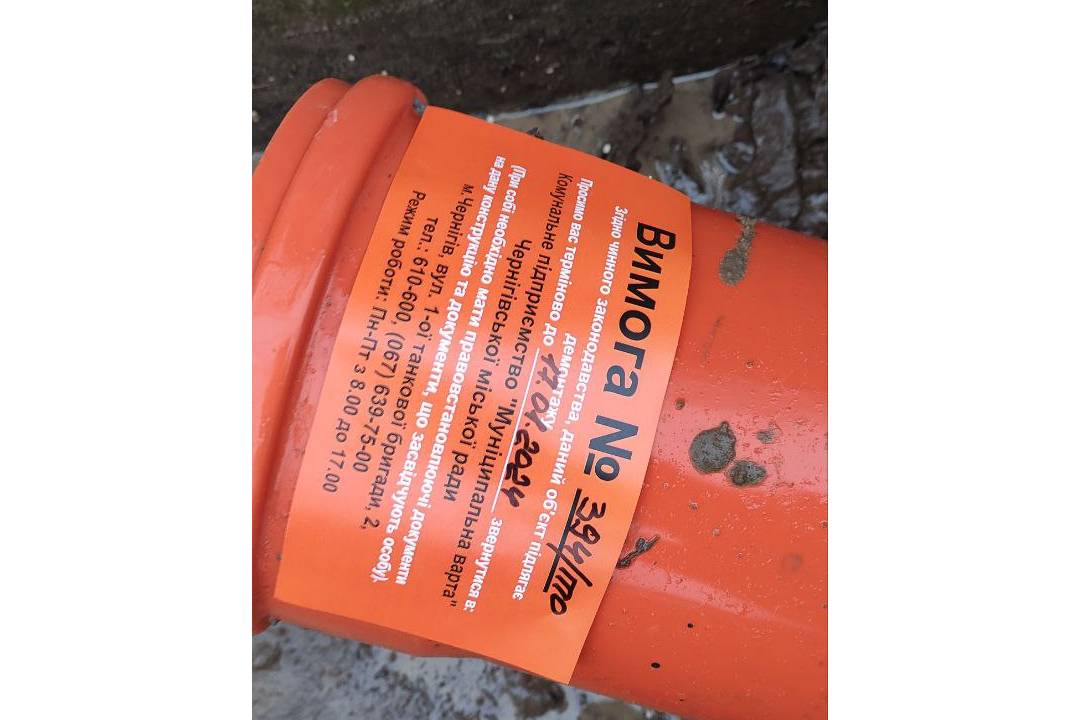 Вимога № 394/то
Згідно чинного законодавства, даний об'єкт підлягає
демонтажу.
Просимо вас терміново до 17.01.2024 звернутися в:
Комунальне підприємство "Муніципальна варта"
Чернігівської міської ради
(При собі необхідно мати правовстановлюючі документи
на дану конструкцію та документи, що засвідчують особу).
м. Чернігів, вул. 1-ої танкової бригади, 2,
тел.: 610-600, (067) 639-75-00
Режим роботи: Пн-Пт з 8.00 до 17.00